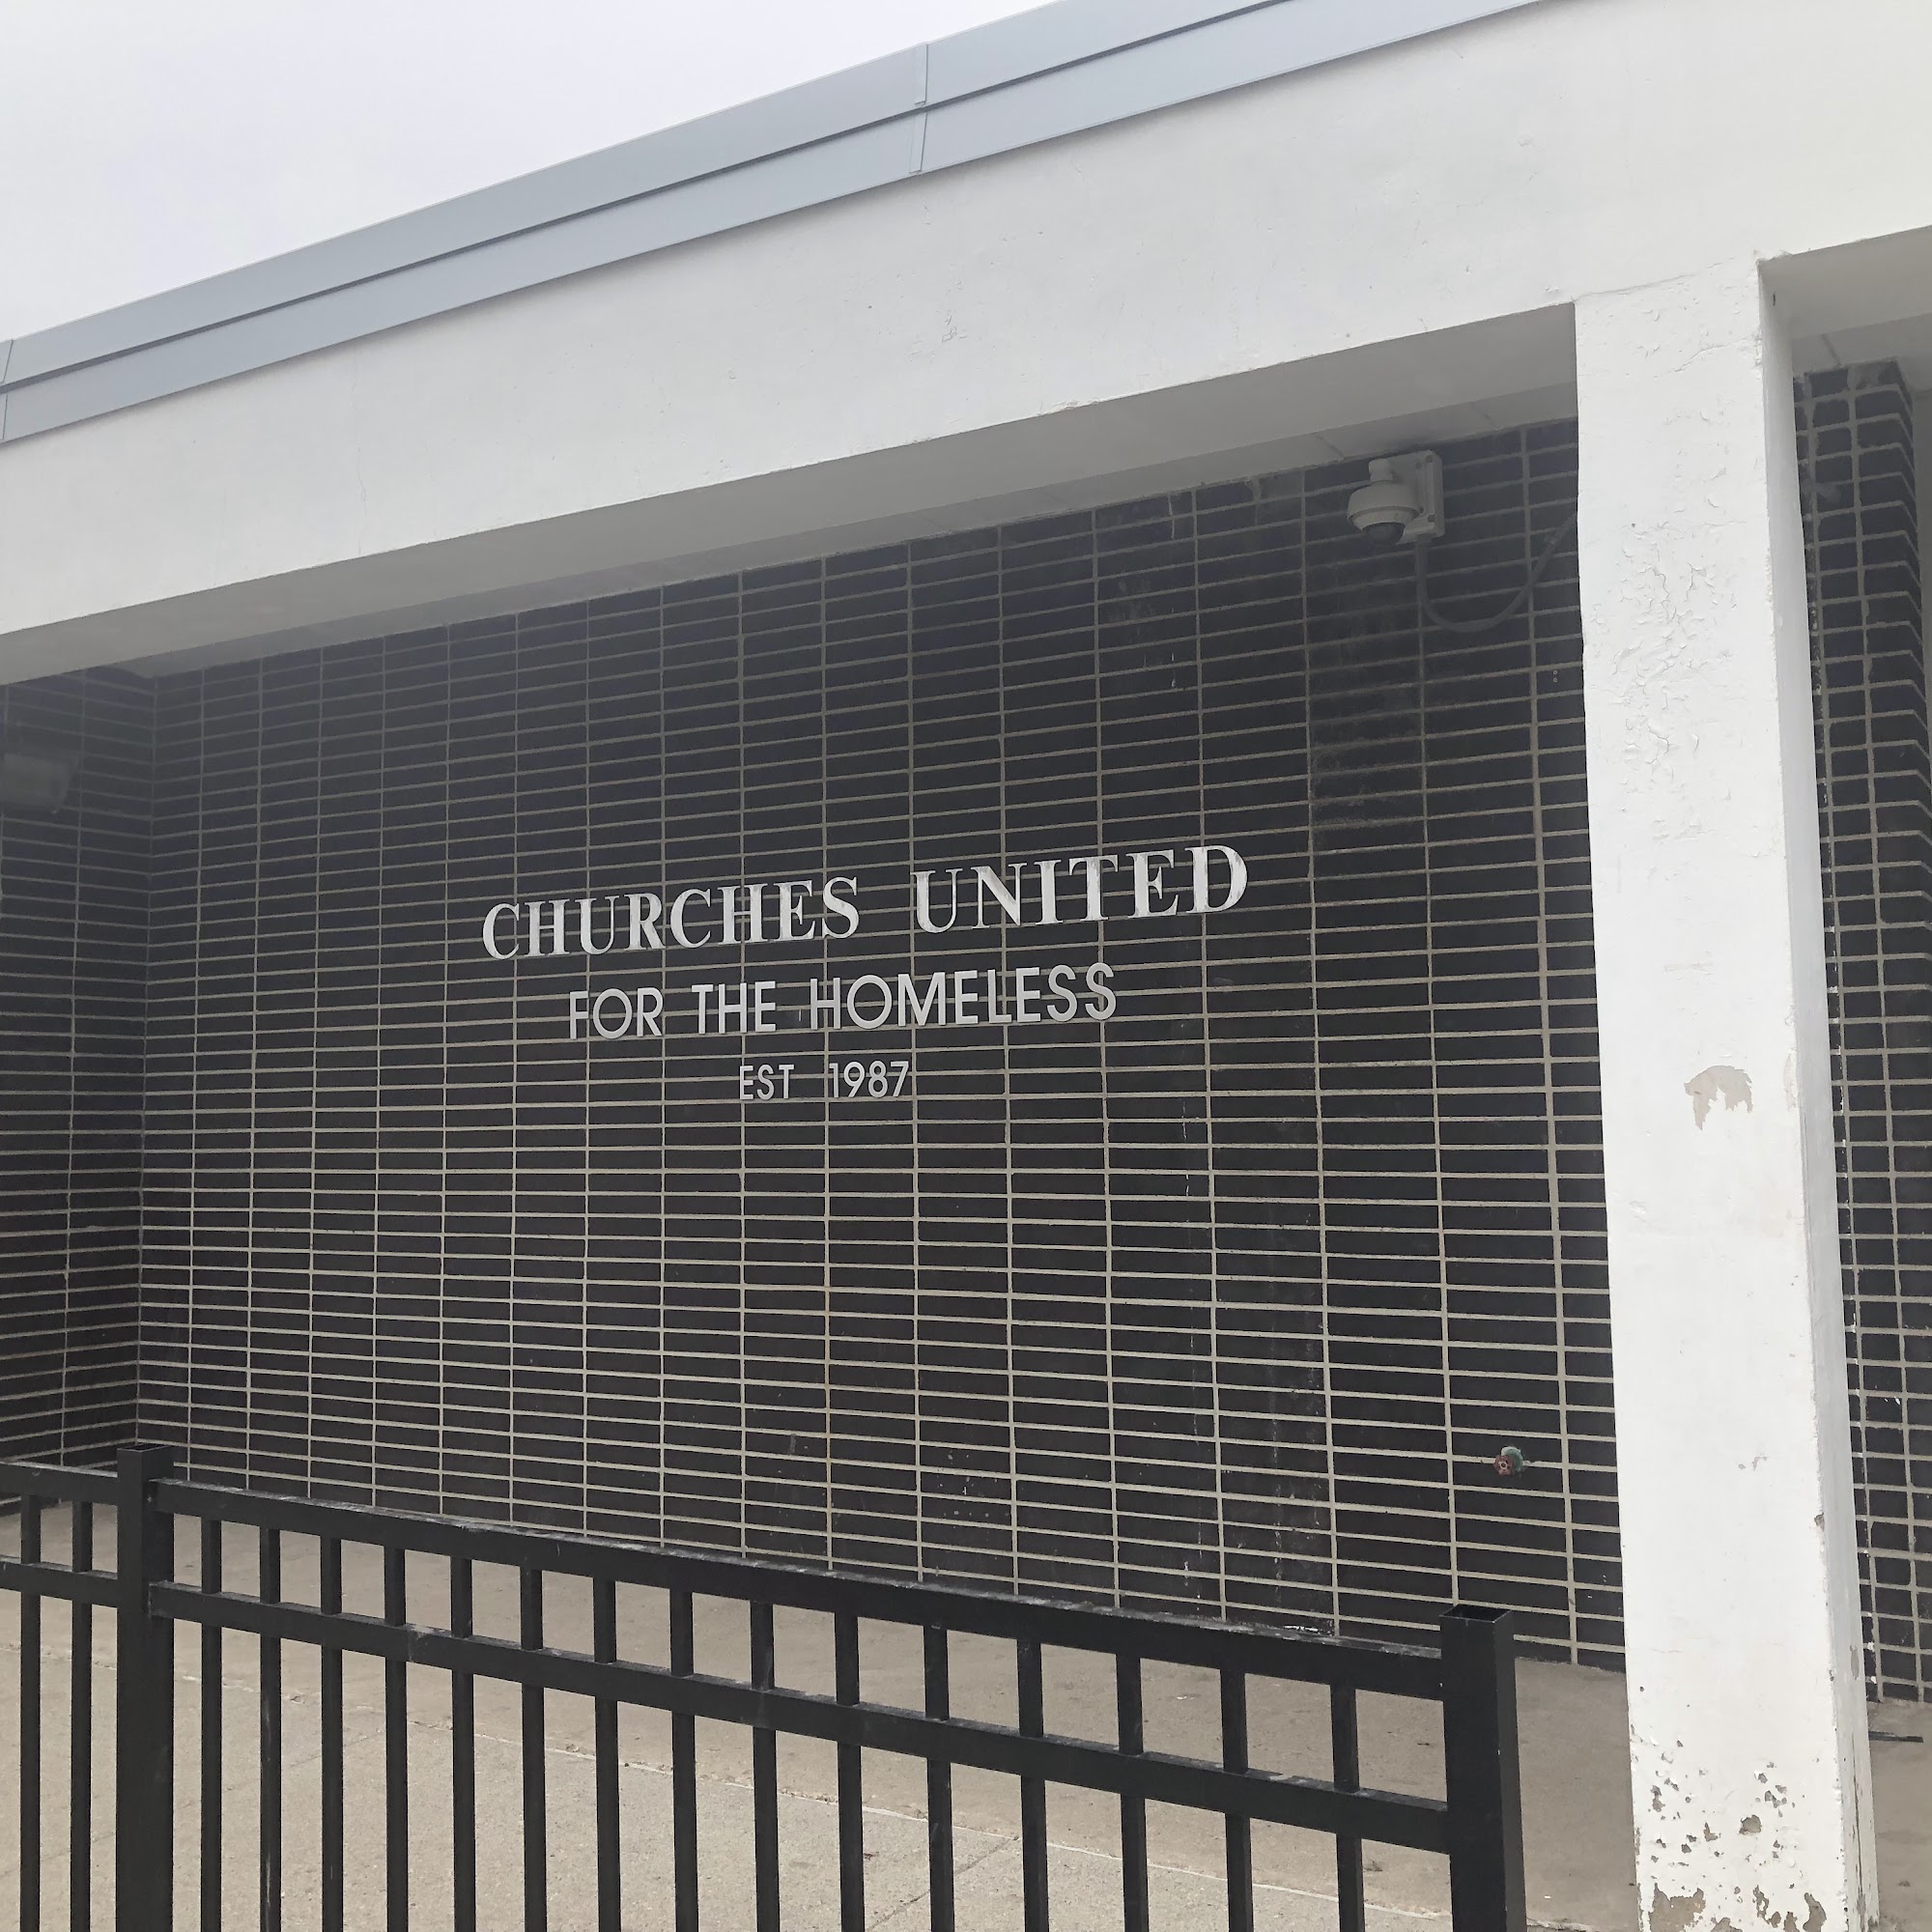 CHURCHES UNITED
FOR THE HOMELESS
EST 1987